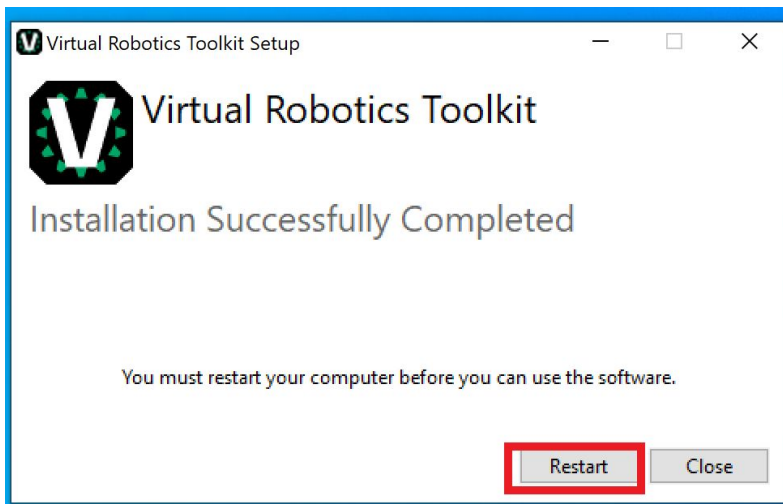 Virtual Robotics Toolkit Setup
V
Virtual Robotics Toolkit
Installation Successfully Completed
You must restart your computer before you can use the software.
Restart
Close